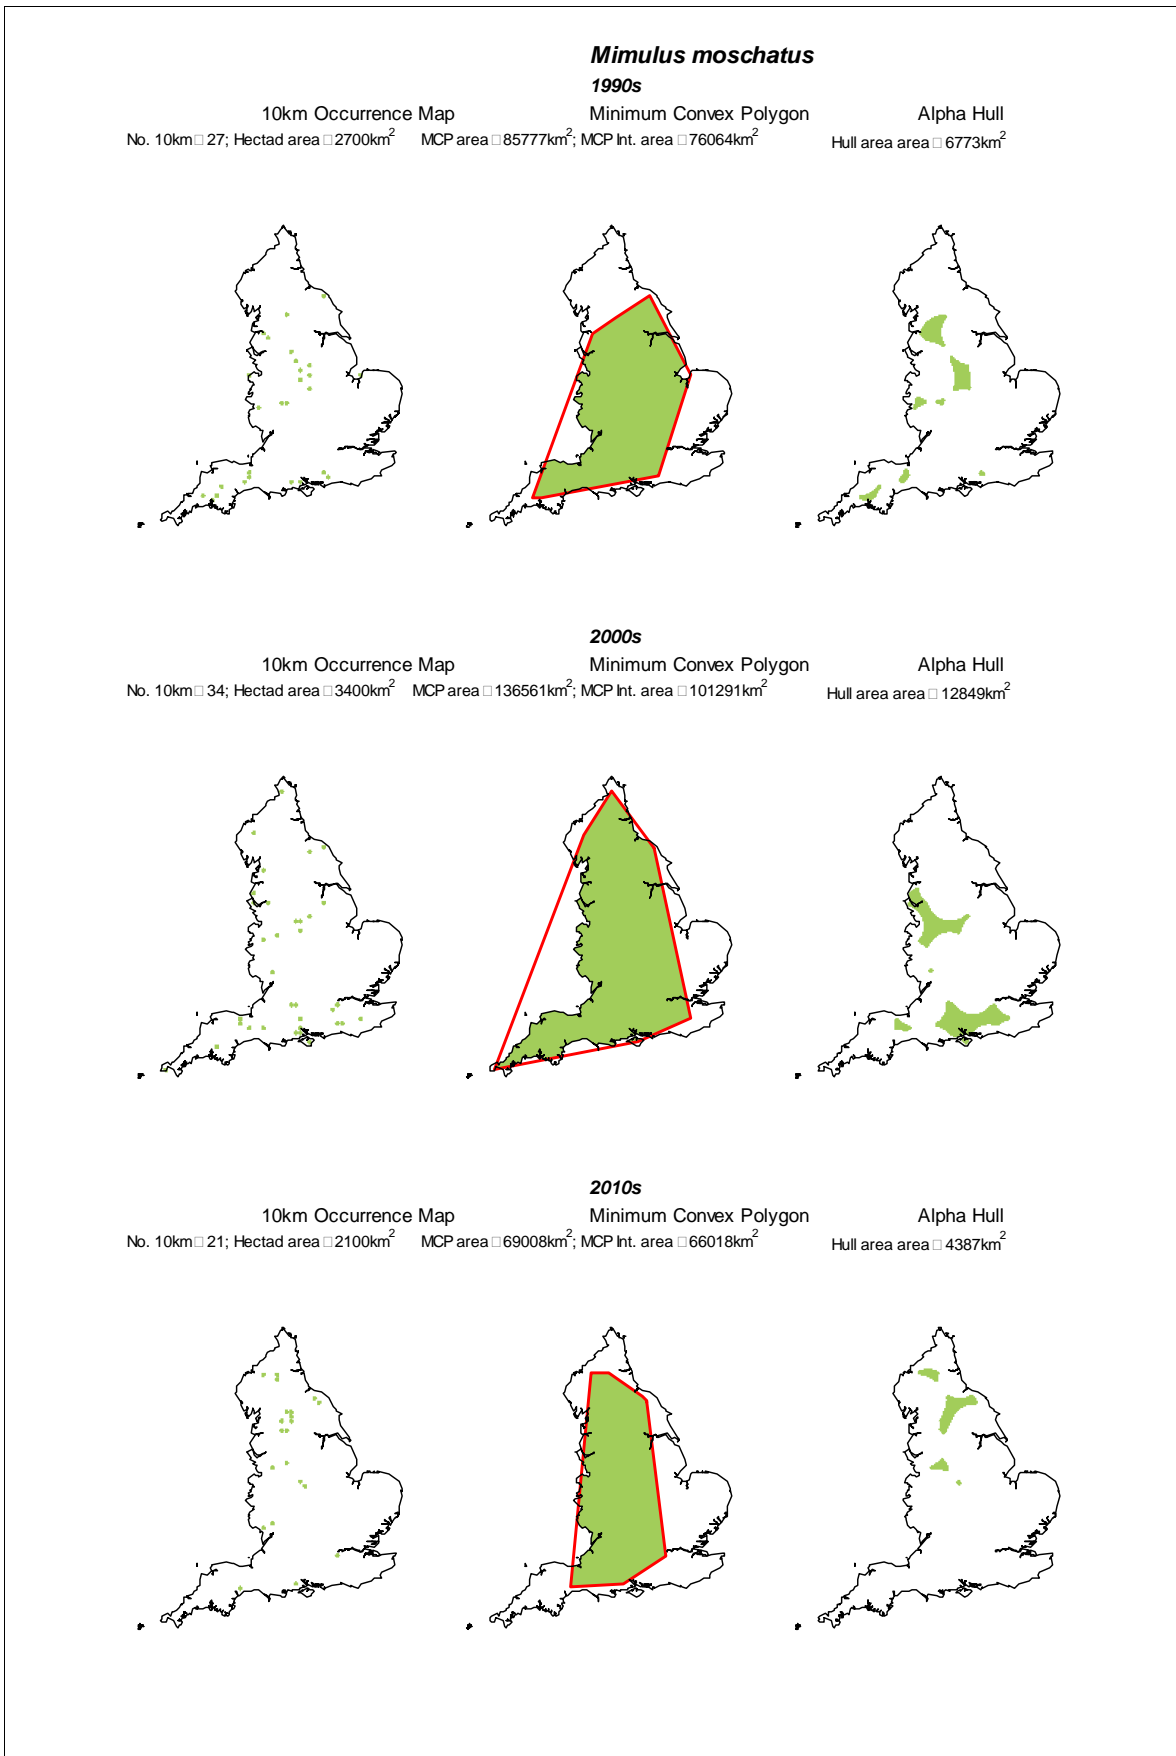 Mimulus moschatus
1990s
10km Occurrence Map Minimum Convex Polygon Alpha Hull
No. 10km□27; Hectad area□2700km2 MCP area□85777km2; MCP Int. area□76064km2 Hull area area□6773km2
2000s
10km Occurrence Map Minimum Convex Polygon Alpha Hull
No. 10km□34; Hectad area□3400km2 MCP area□136561km2; MCP Int. area□101291km2 Hull area area□12849km2
2010s
10km Occurrence Map Minimum Convex Polygon Alpha Hull
No. 10km□21; Hectad area□2100km2 MCP area□69008km2; MCP Int. area□66018km2 Hull area area□4387km2